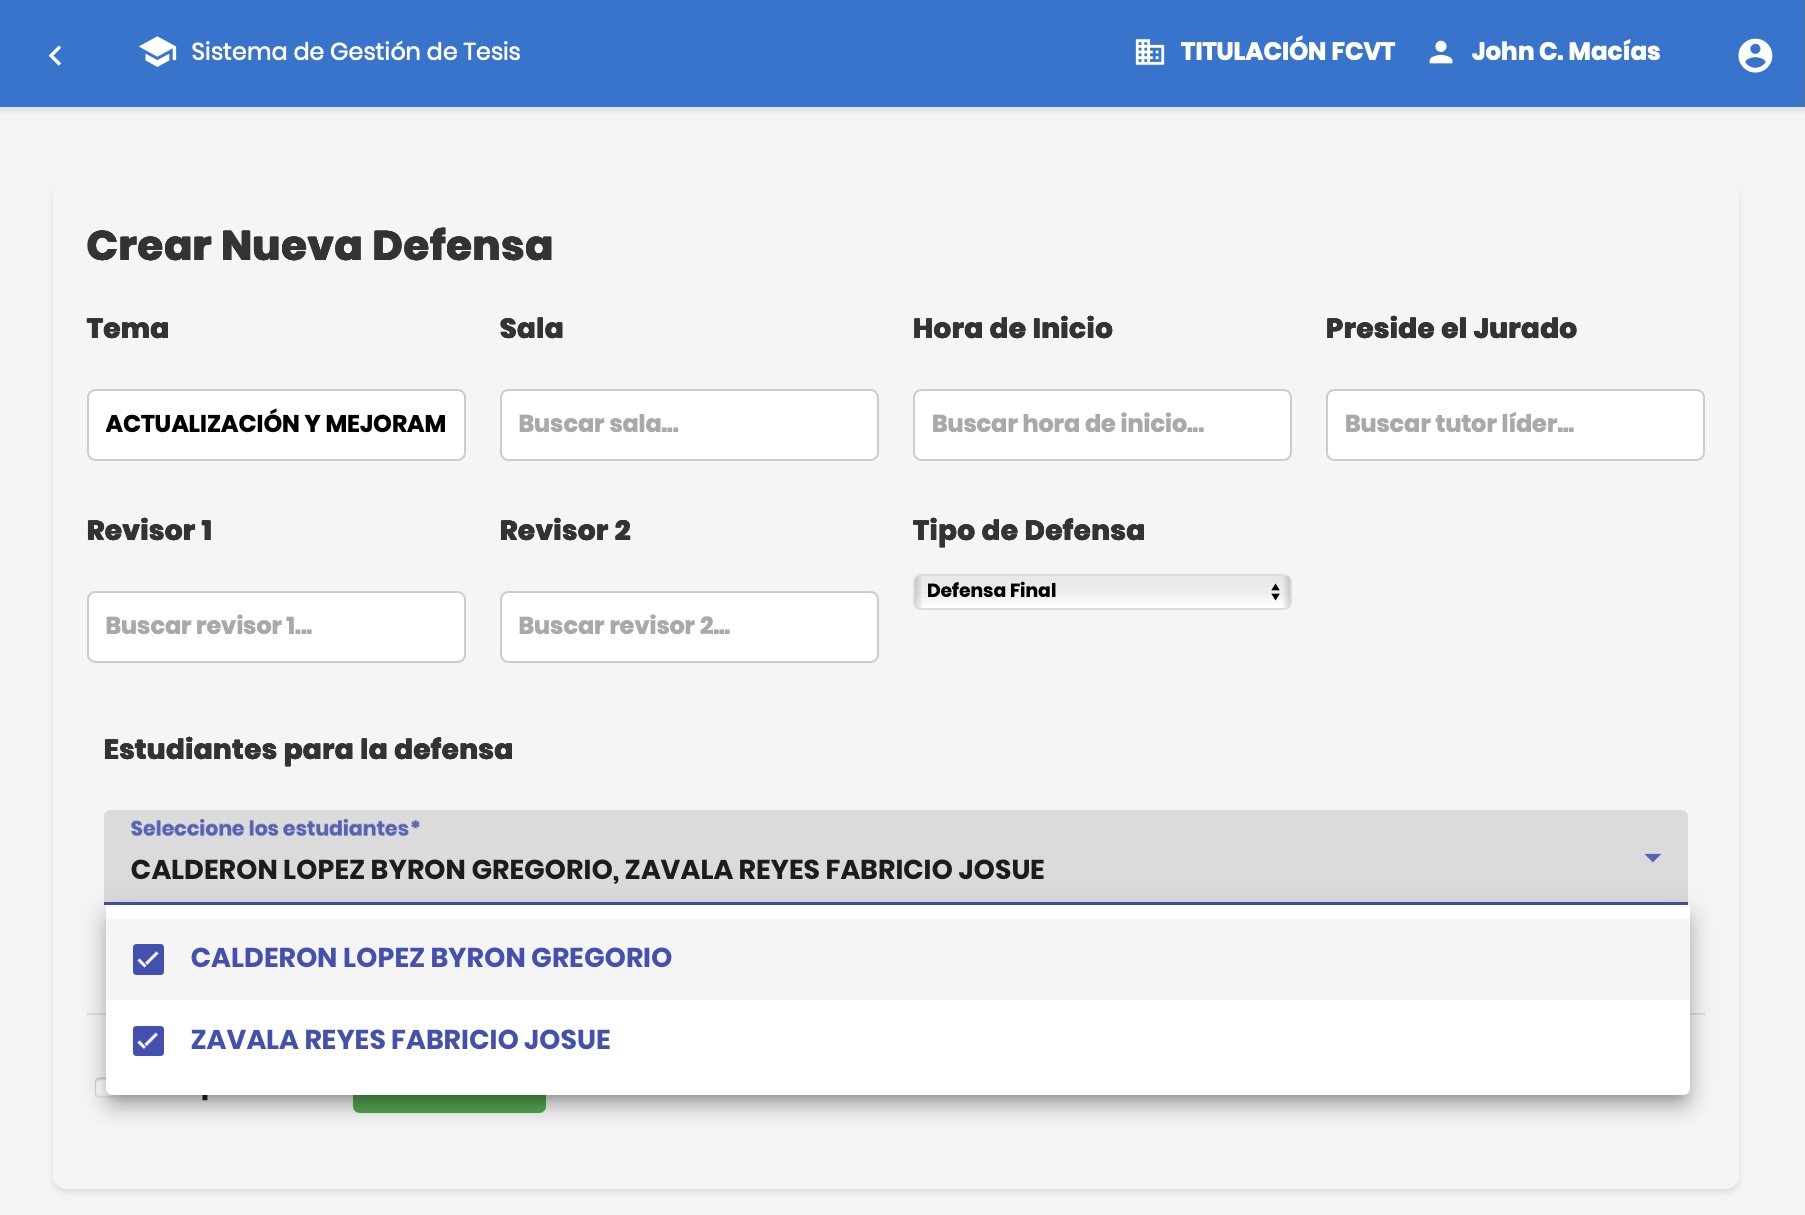 Sistema de Gestión de Tesis
TITULACIÓN FCVT
John C. Macías
Crear Nueva Defensa
Tema
Sala
Hora de Inicio
Preside el Jurado
ACTUALIZACIÓN Y MEJORAM
Buscar sala...
Buscar hora de inicio...
Buscar tutor líder...
Revisor 1
Revisor 2
Tipo de Defensa
Buscar revisor 1...
Buscar revisor 2...
Defensa Final
Estudiantes para la defensa
Seleccione los estudiantes*
CALDERON LOPEZ BYRON GREGORIO, ZAVALA REYES FABRICIO JOSUE
CALDERON LOPEZ BYRON GREGORIO
ZAVALA REYES FABRICIO JOSUE